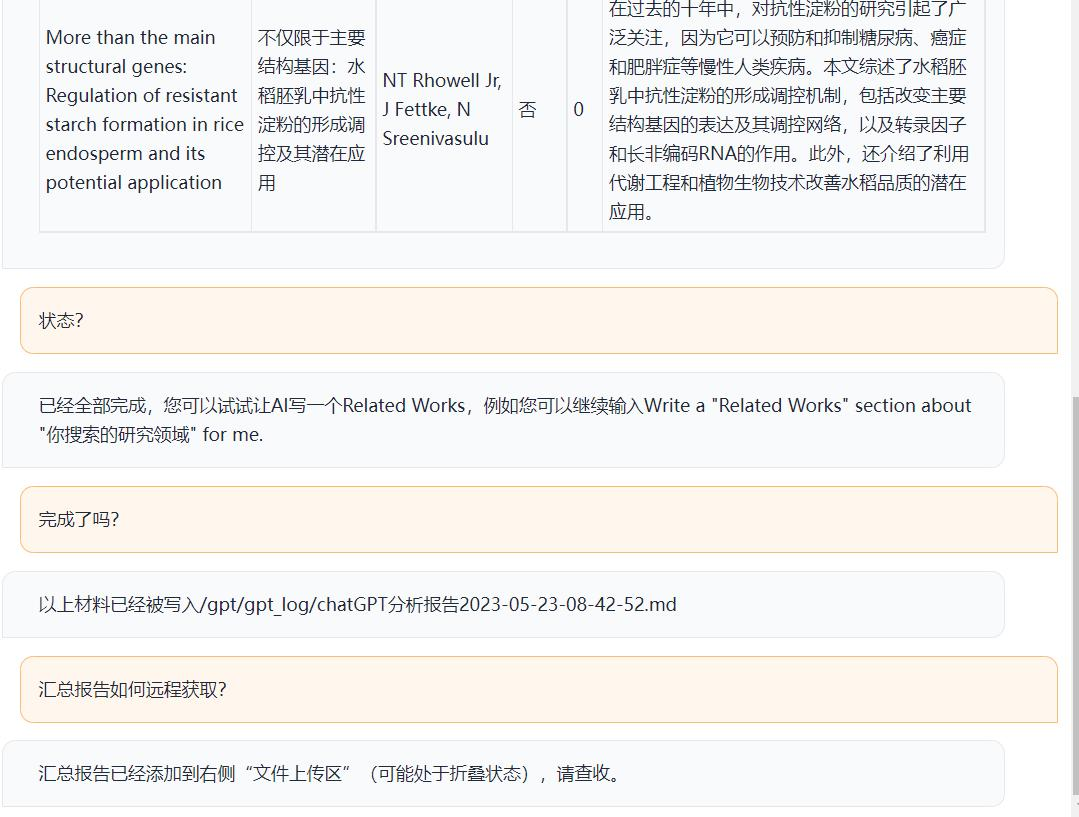 More than the main
structural genes:
Regulation of resistant
starch formation in rice
endosperm and its
potential application
不仅限于主要
结构基因：水
稻胚乳中抗性
淀粉的形成调
控及其潜在应
用
NT Rhowell Jr,
J Fettke, N
Sreenivasulu
否
0
在过去的十年中，对抗性淀粉的研究引起了广
泛关注，因为它可以预防和抑制糖尿病、癌症
和肥胖症等慢性人类疾病。本文综述了水稻胚
乳中抗性淀粉的形成调控机制，包括改变主要
结构基因的表达及其调控网络，以及转录因子
和长非编码RNA的作用。此外，还介绍了利用
代谢工程和植物生物技术改善水稻品质的潜在
应用。
状态？
已经全部完成，您可以试试让AI写一个Related Works，例如您可以继续输入Write a "Related Works" section about
"你搜索的研究领域" for me.
完成了吗？
以上材料已经被写入/gpt/gpt_log/chatGPT分析报告2023-05-23-08-42-52.md
汇总报告如何远程获取？
汇总报告已经添加到右侧“文件上传区”（可能处于折叠状态），请查收。